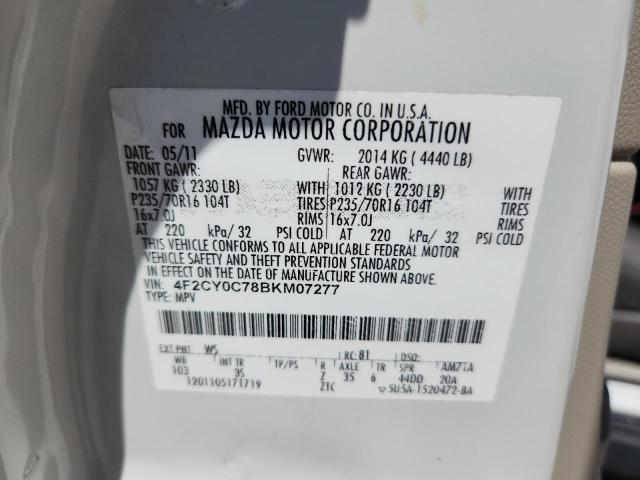 MFD. BY FORD MOTOR CO. IN U.S.A.
FOR MAZDA MOTOR CORPORATION
DATE: 05/11 GVWR: 2014 KG ( 4440 LB)
FRONT GAWR: REAR GAWR:
1057 KG ( 2330 LB) WITH 1012 KG ( 2230 LB) WITH
P235/70R16 104T TIRES P235/70R16 104T TIRES
16x7.0J RIMS 16x7.0J RIMS
AT 220 kPa/ 32 PSI COLD AT 220 kPa/ 32 PSI COLD
THIS VEHICLE CONFORMS TO ALL APPLICABLE FEDERAL MOTOR
VEHICLE SAFETY AND THEFT PREVENTION STANDARDS
IN EFFECT ON THE DATE OF MANUFACTURE SHOWN ABOVE.
VIN: 4F2CY0C78BKM07277
TYPE: MPV
EXT PNT: W5 RC: 81 DSO:
WB INT TR TP/PS R AXLE TR SPR AM71A
103 3S Z 35 6 44DD 20A
1201105171719 ZTC 5U5A-1520472-BA